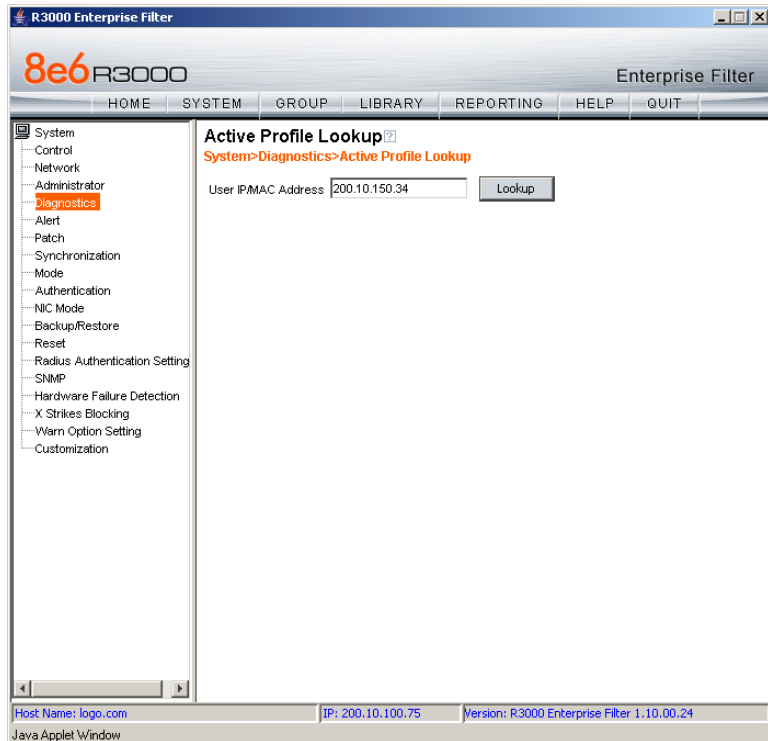 R3000 Enterprise Filter
8e6 R3000
Enterprise Filter
HOME SYSTEM GROUP LIBRARY REPORTING HELP QUIT
System
Control
Network
Administrator
Diagnostics
Alert
Patch
Synchronization
Mode
Authentication
NIC Mode
Backup/Restore
Reset
Radius Authentication Setting
SNMP
Hardware Failure Detection
X Strikes Blocking
Warn Option Setting
Customization
Active Profile Lookup ?
System>Diagnostics>Active Profile Lookup
User IP/MAC Address 200.10.150.34 Lookup
Host Name: logo.com IP: 200.10.100.75 Version: R3000 Enterprise Filter 1.10.00.24
Java Applet Window